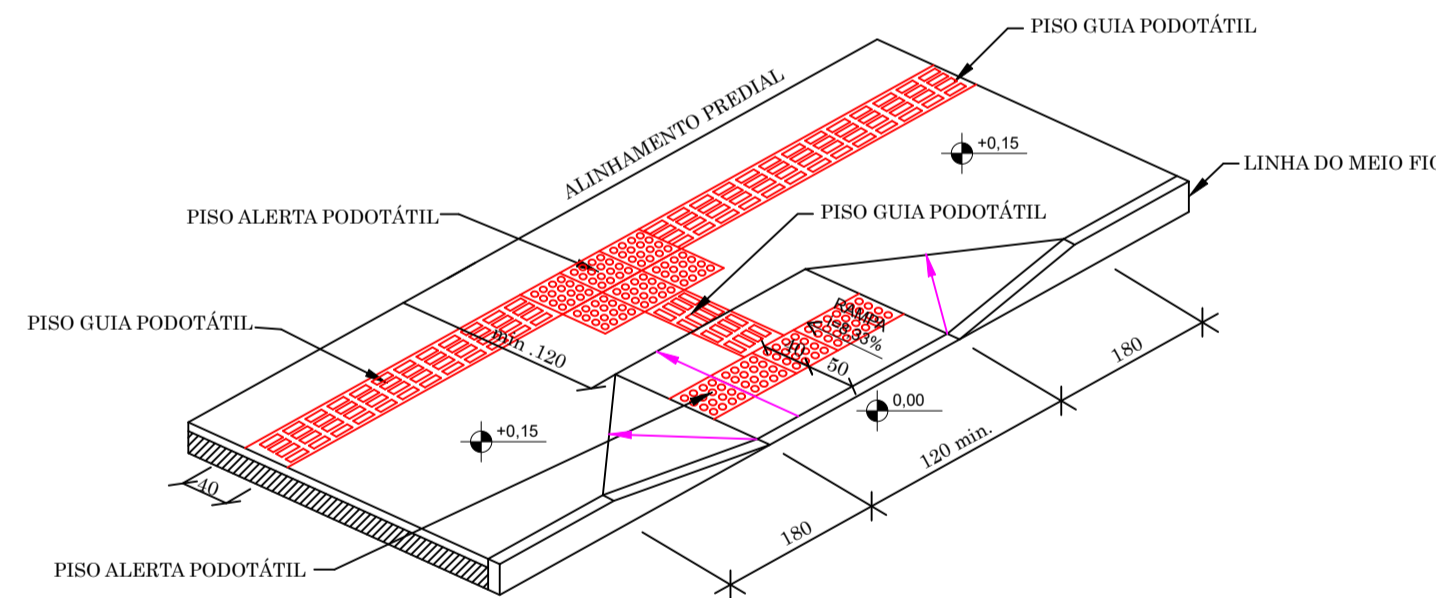 PISO GUIA PODOTÁTIL
ALINHAMENTO PREDIAL
+0,15
LINHA DO MEIO
PISO ALERTA PODOTÁTIL
PISO GUIA PODOTÁTIL
PISO GUIA PODOTÁTIL
RAMPA
i=8,33%
min .120
50
180
0,00
+0,15
120 min.
40
180
PISO ALERTA PODOTÁTIL